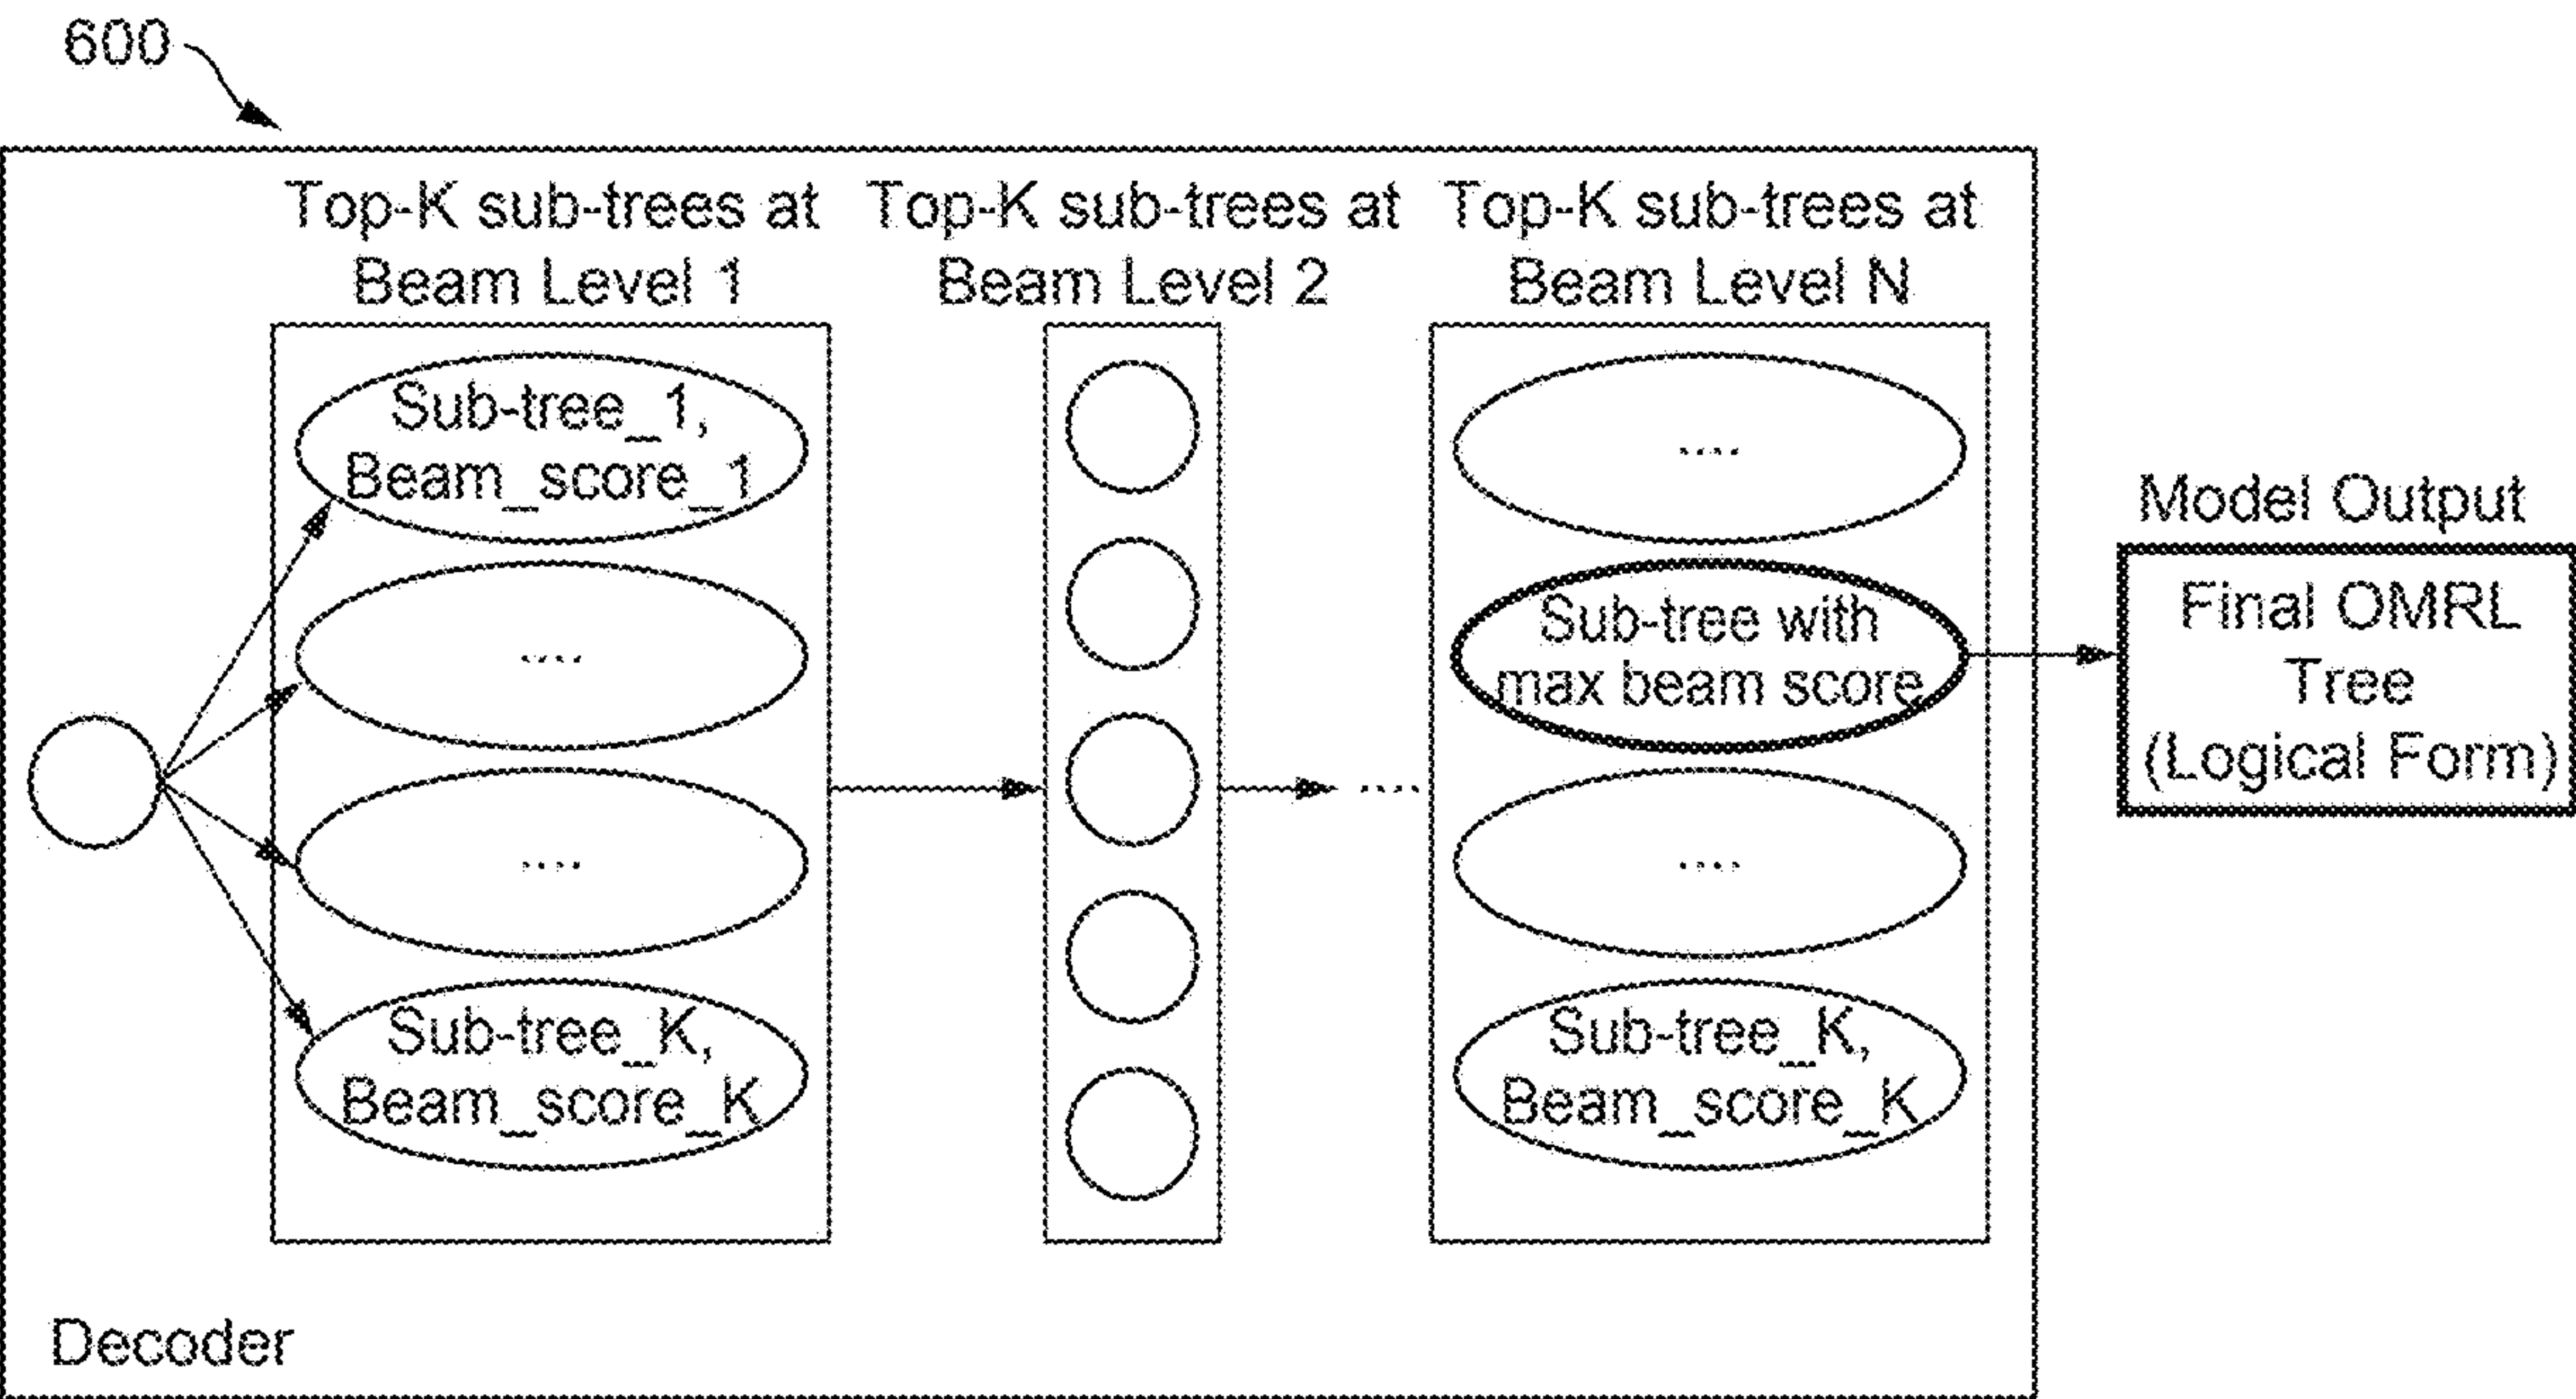 600
Top-K sub-trees at
Beam Level 1
Top-K sub-trees at
Beam Level 2
Top-K sub-trees at
Beam Level N
Sub-tree_1,
Beam_score_1
....
....
Sub-tree_K,
Beam_score_K
....
....
Sub-tree with
max beam score
....
Sub-tree_K,
Beam_score_K
Model Output
Final OMRL
Tree
(Logical Form)
Decoder